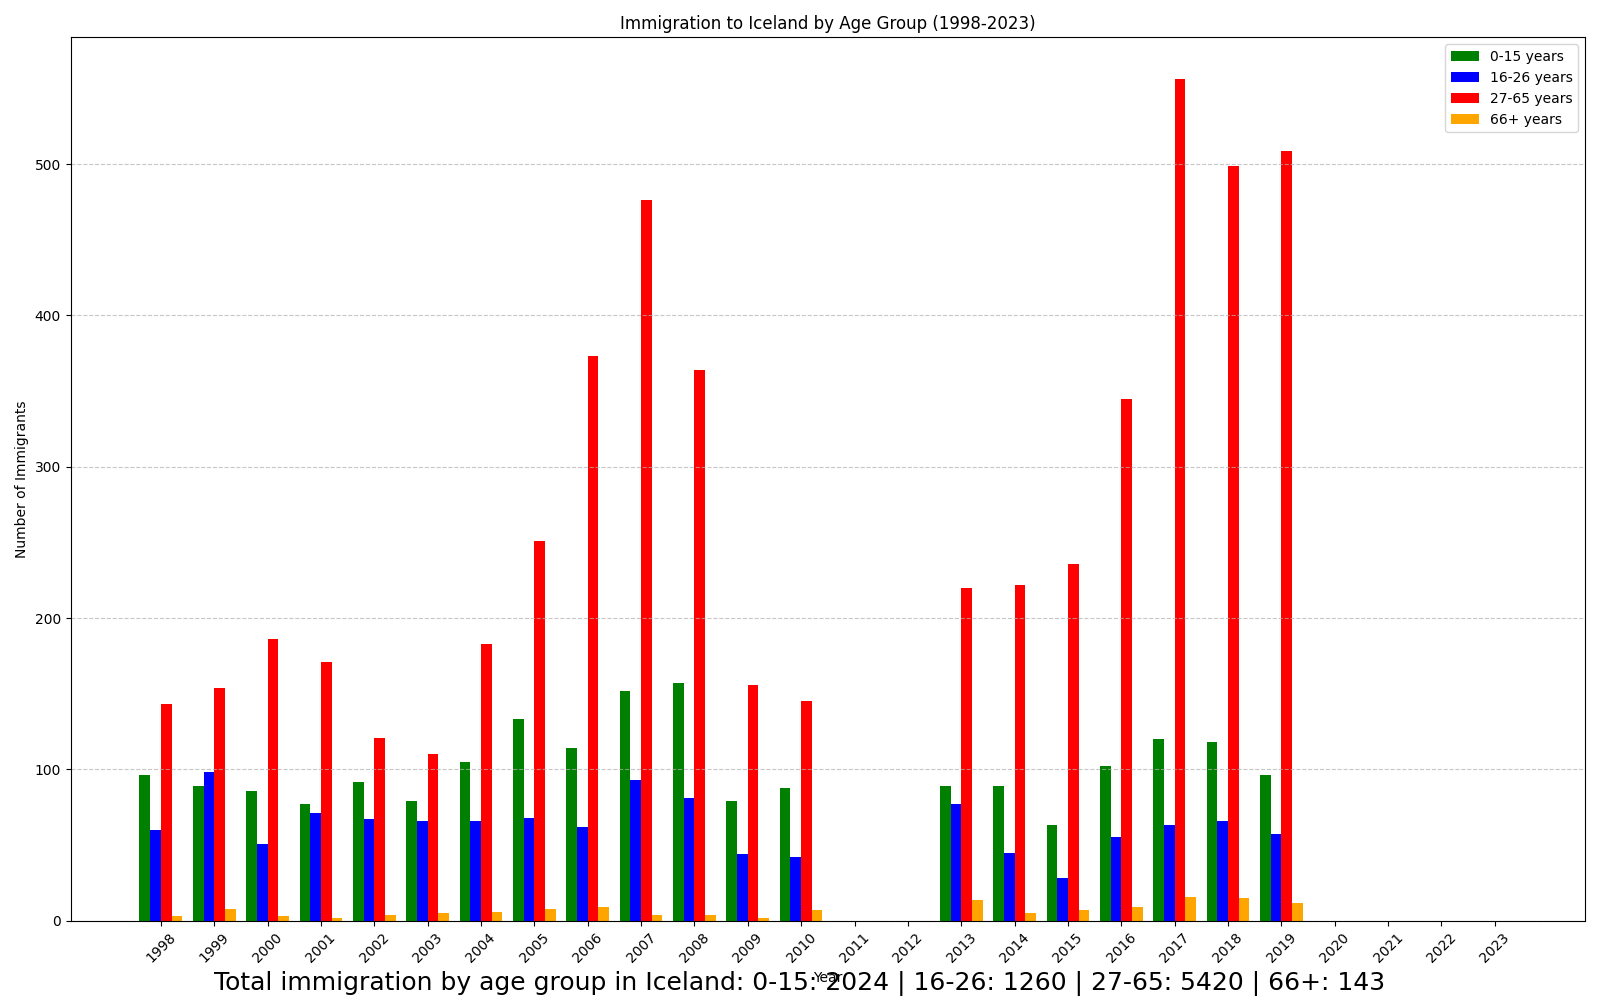 Immigration to Iceland by Age Group (1998-2023)
0-15 years
16-26 years
27-65 years
66+ years
Number of Immigrants
500
400
300
200
100
0
1998 1999 2000 2001 2002 2003 2004 2005 2006 2007 2008 2009 2010 2011 2012 2013 2014 2015 2016 2017 2018 2019 2020 2021 2022 2023
Year
Total immigration by age group in Iceland: 0-15: 2024 | 16-26: 1260 | 27-65: 5420 | 66+: 143